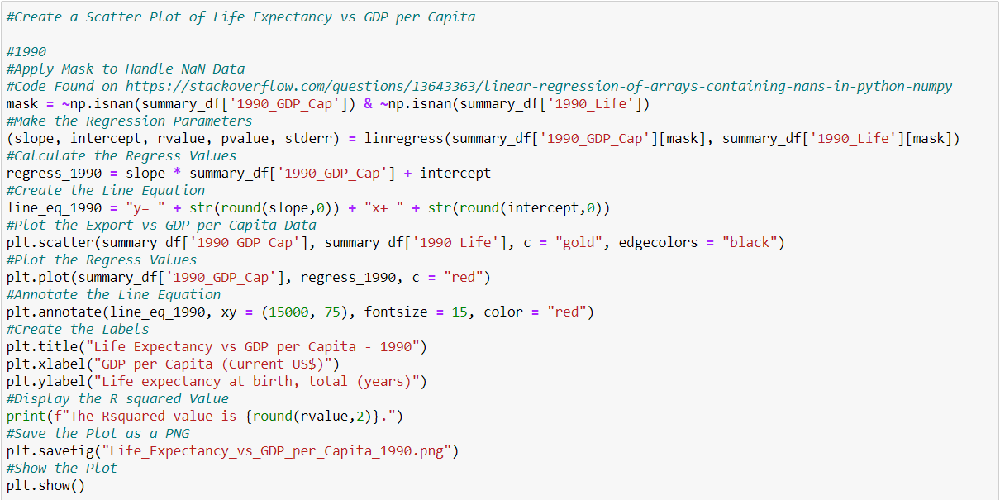 #Create a Scatter Plot of Life Expectancy vs GDP per Capita
#1990
#Apply Mask to Handle NaN Data
#Code Found on https://stackoverflow.com/questions/13643363/linear-regression-of-arrays-containing-nans-in-python-numpy
mask = ~np.isnan(summary_df['1990_GDP_Cap']) & ~np.isnan(summary_df['1990_Life'])
#Make the Regression Parameters
(slope, intercept, rvalue, pvalue, stderr) = linregress(summary_df['1990_GDP_Cap'][mask], summary_df['1990_Life'][mask])
#Calculate the Regress Values
regress_1990 = slope * summary_df['1990_GDP_Cap'] + intercept
#Create the Line Equation
line_eq_1990 = "y= " + str(round(slope,0)) + "x+ " + str(round(intercept,0))
#Plot the Export vs GDP per Capita Data
plt.scatter(summary_df['1990_GDP_Cap'], summary_df['1990_Life'], c = "gold", edgecolors = "black")
#Plot the Regress Values
plt.plot(summary_df['1990_GDP_Cap'], regress_1990, c = "red")
#Annotate the Line Equation
plt.annotate(line_eq_1990, xy = (15000, 75), fontsize = 15, color = "red")
#Create the Labels
plt.title("Life Expectancy vs GDP per Capita - 1990")
plt.xlabel("GDP per Capita (Current US$)")
plt.ylabel("Life expectancy at birth, total (years)")
#Display the R squared Value
print(f"The Rsquared value is {round(rvalue,2)}.")
#Save the Plot as a PNG
plt.savefig("Life_Expectancy_vs_GDP_per_Capita_1990.png")
#Show the Plot
plt.show()